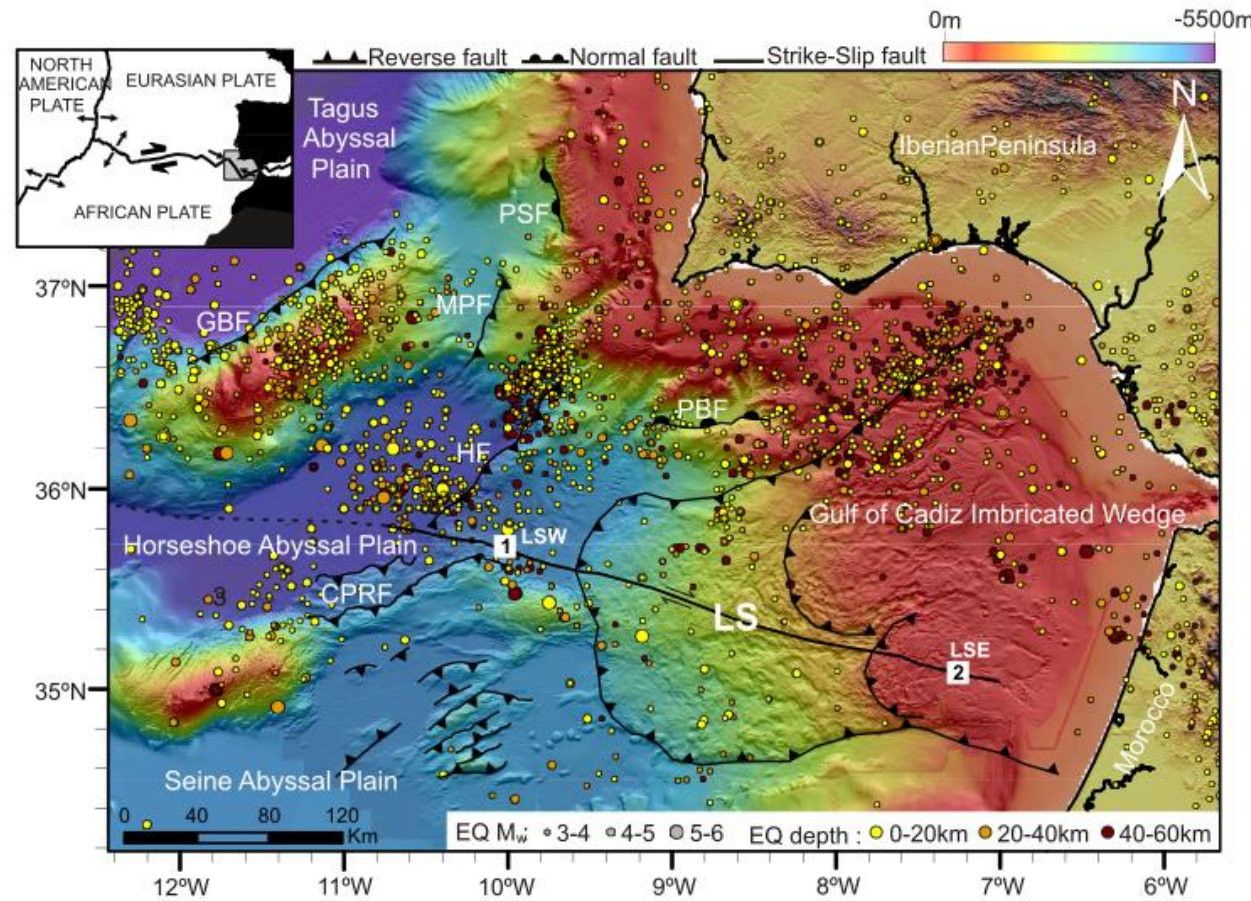 0m -5500m
Reverse fault Normal fault Strike-Slip fault
NORTH
AMERICAN
PLATE
EURASIAN PLATE
AFRICAN PLATE
Tagus
Abyssal
Plain
IberianPeninsula
N
PSF
37ºN
MPF
GBF
PBF
HF
36ºN
Gulf of Cadiz Imbricated Wedge
Horseshoe Abyssal Plain
1 LSW
CPRF
LS
LSE
2
35ºN
Morocco
Seine Abyssal Plain
0 40 80 120
Km
EQ Mw: 3-4 4-5 5-6 EQ depth : 0-20km 20-40km 40-60km
12ºW 11ºW 10ºW 9ºW 8ºW 7ºW 6ºW